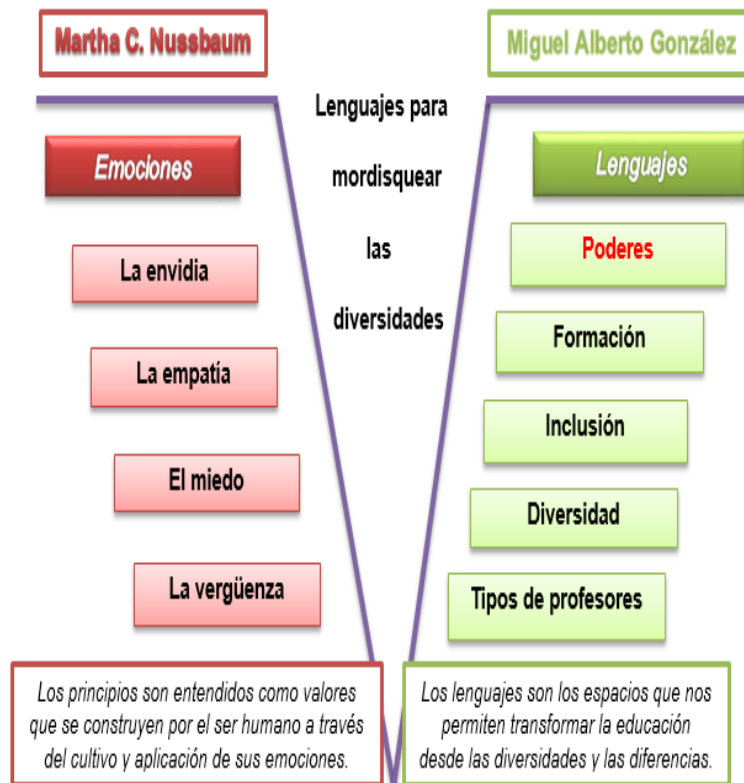 Martha C. Nussbaum
Miguel Alberto González
Lenguajes para
mordisquear
las
diversidades
Emociones
La envidia
La empatía
El miedo
La vergüenza
Lenguajes
Poderes
Formación
Inclusión
Diversidad
Tipos de profesores
Los principios son entendidos como valores
que se construyen por el ser humano a través
del cultivo y aplicación de sus emociones.
Los lenguajes son los espacios que nos
permiten transformar la educación
desde las diversidades y las diferencias.